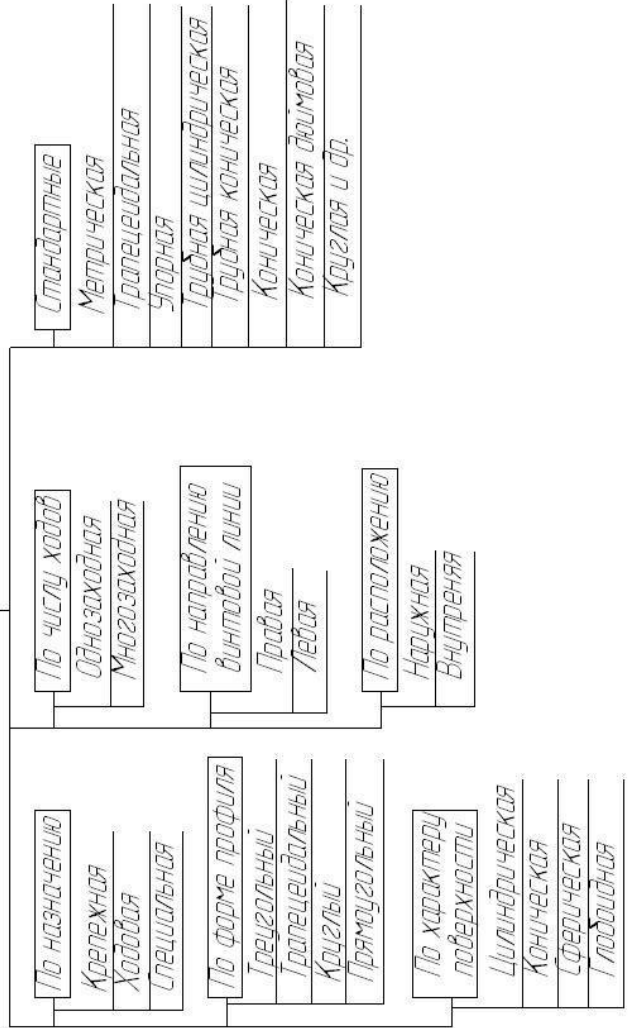 По назначению
Крепежная
Ходовая
Специальная
По форме профиля
Треугольный
Трапецеидальный
Круглый
Прямоугольный
По характеру
поверхности
Цилиндрическая
Коническая
Сферическая
Глобоидная
По числу ходов
Однозаходная
Многозаходная
По направлению
винтовой линии
Правая
Левая
По расположению
Наружная
Внутреняя
Стандартные
Метрическая
Трапецеидальная
Упорная
Трубная цилиндрическая
Трубная коническая
Коническая
Коническая дюймовая
Круглая и др.